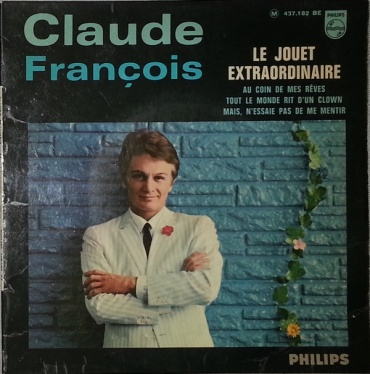 Claude
François
M 437.182 BE
PHILIPS
LE JOUET
EXTRAORDINAIRE
AU COIN DE MES RÊVES
TOUT LE MONDE RIT D'UN CLOWN
MAIS, N'ESSAIE PAS DE ME MENTIR
PHILIPS